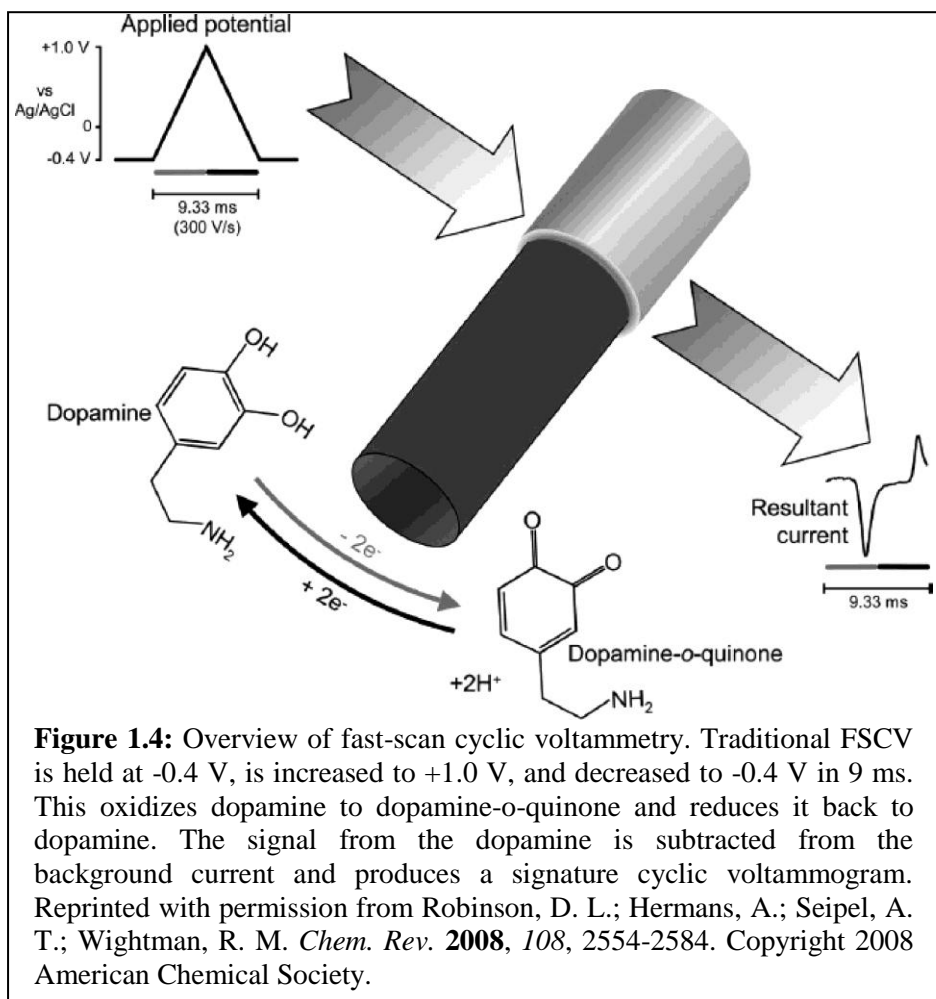 Applied potential
+1.0 V
vs
Ag/AgCl
0
-0.4 V
9.33 ms
(300 V/s)
OH
Dopamine
OH
NH2
- 2e-
+ 2e-
O
O
Dopamine-o-quinone
+2H+
NH2
Resultant
current
9.33 ms
Figure 1.4: Overview of fast-scan cyclic voltammetry. Traditional FSCV
is held at -0.4 V, is increased to +1.0 V, and decreased to -0.4 V in 9 ms.
This oxidizes dopamine to dopamine-o-quinone and reduces it back to
dopamine. The signal from the dopamine is subtracted from the
background current and produces a signature cyclic voltammogram.
Reprinted with permission from Robinson, D. L.; Hermans, A.; Seipel, A.
T.; Wightman, R. M. Chem. Rev. 2008, 108, 2554-2584. Copyright 2008
American Chemical Society.